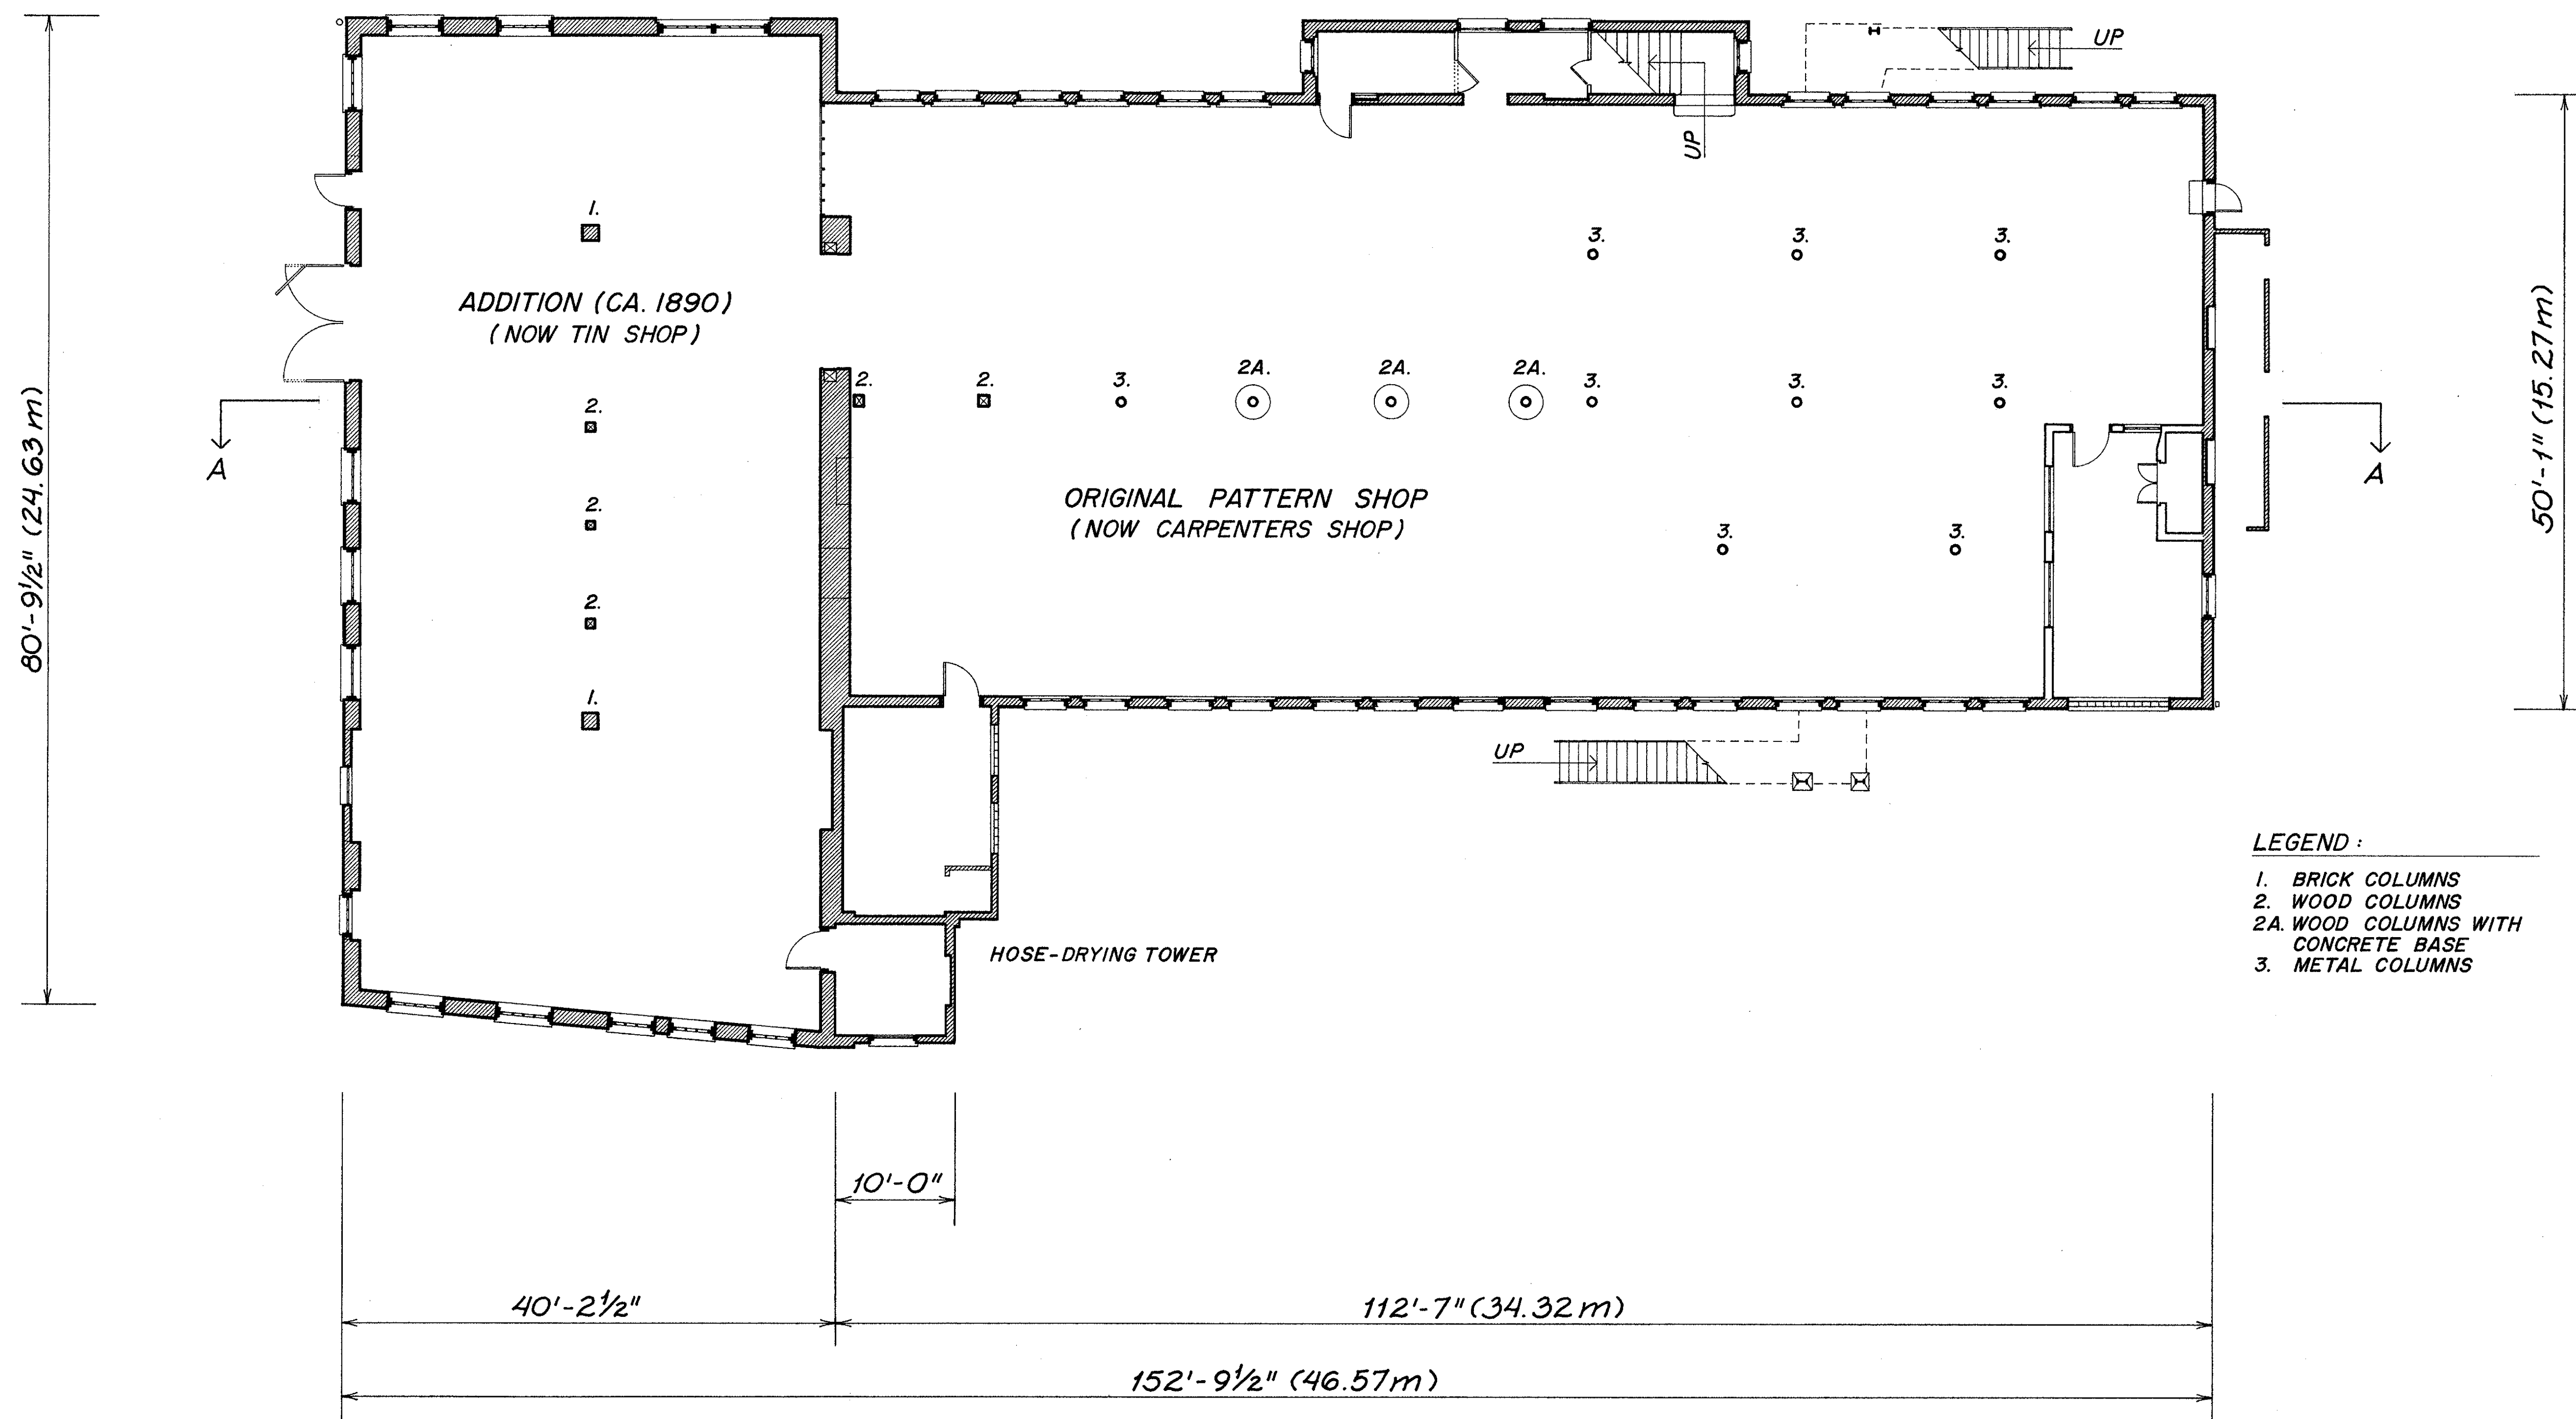 UP
UP
1.
3.
3.
3.
ADDITION (CA. 1890)
(NOW TIN SHOP)
80'-9½" (24.63 m)
50'-1" (15.27m)
2.
2.
2.
3.
2A.
2A.
2A.
3.
3.
3.
A
A
ORIGINAL PATTERN SHOP
(NOW CARPENTERS SHOP)
2.
3.
3.
2.
1.
UP
LEGEND :
1. BRICK COLUMNS
2. WOOD COLUMNS
2A. WOOD COLUMNS WITH
CONCRETE BASE
3. METAL COLUMNS
HOSE-DRYING TOWER
10'-0"
40'-2½"
112'-7" (34.32m)
152'-9½" (46.57m)